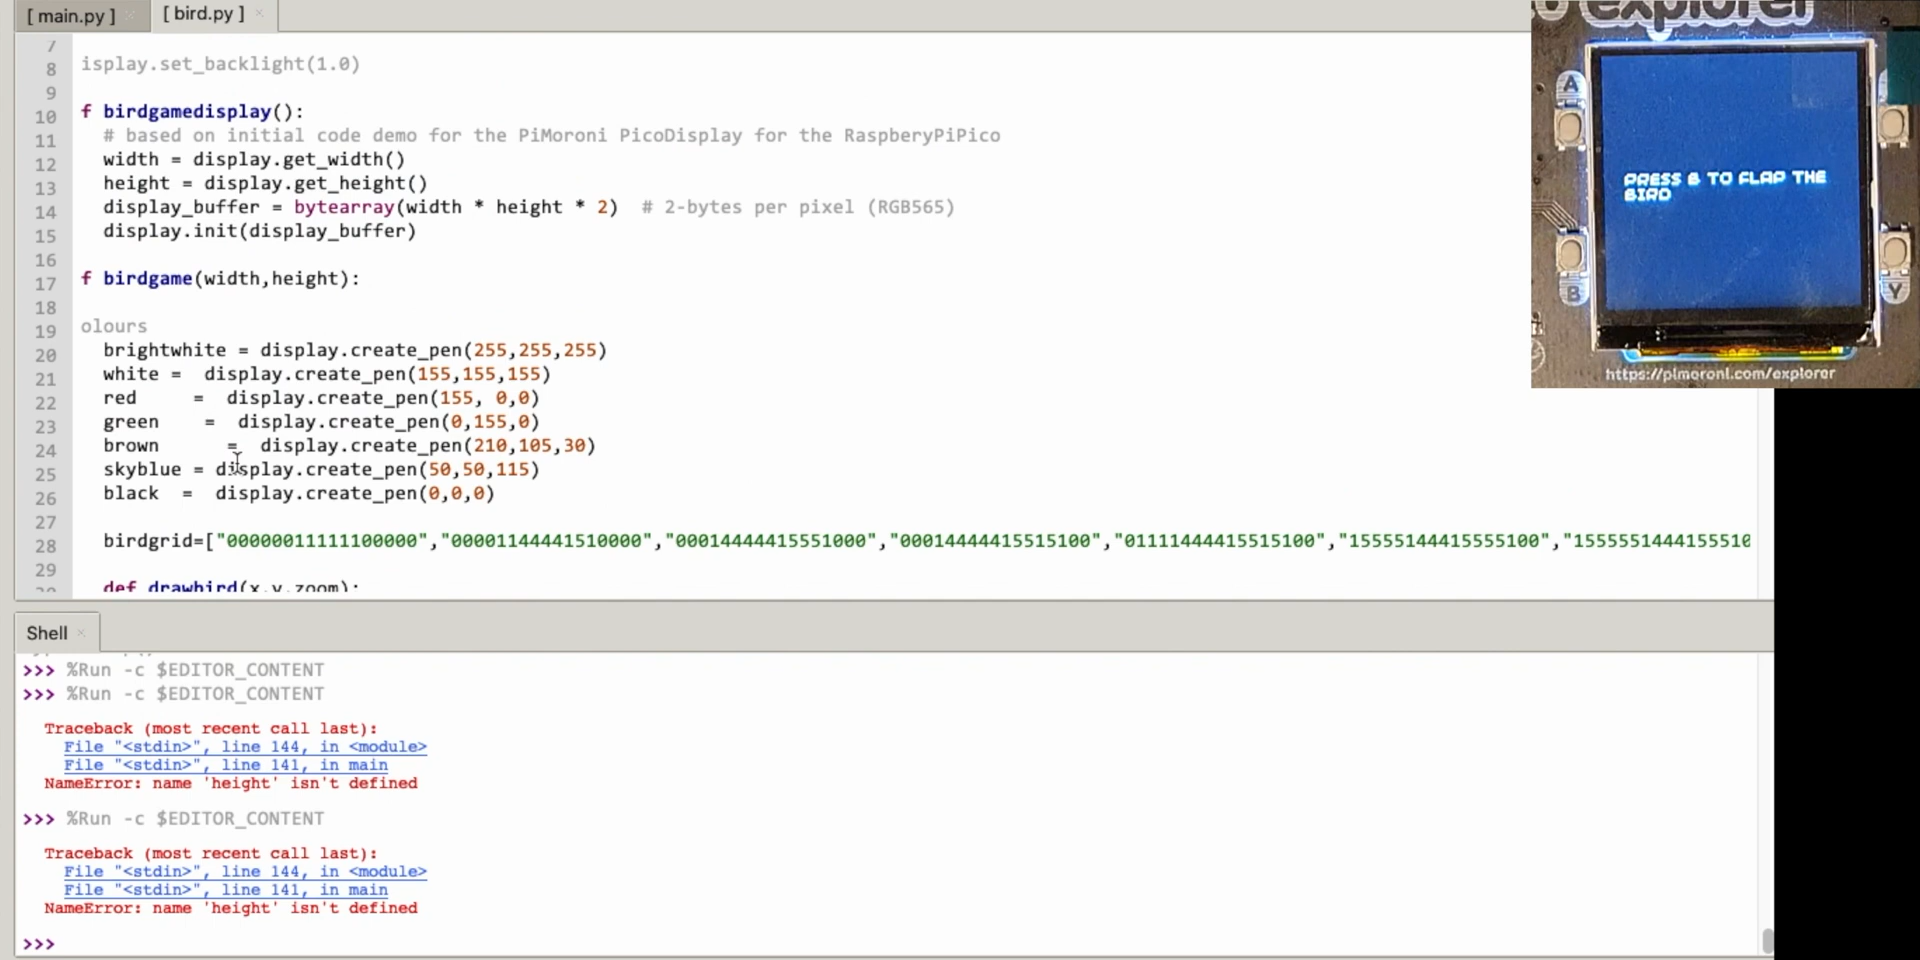 [ main.py ]
[ bird.py ]
7
8 isplay.set_backlight(1.0)
9
10 f birdgamedisplay():
11 # based on initial code demo for the PiMoroni PicoDisplay for the RaspberyPiPico
12 width = display.get_width()
13 height = display.get_height()
14 display_buffer = bytearray(width * height * 2)  # 2-bytes per pixel (RGB565)
15 display.init(display_buffer)
16
17 f birdgame(width,height):
18
19 olours
20 brightwhite = display.create_pen(255,255,255)
21 white =  display.create_pen(155,155,155)
22 red     =  display.create_pen(155, 0,0)
23 green    =  display.create_pen(0,155,0)
24 brown      =  display.create_pen(210,105,30)
25 skyblue = display.create_pen(50,50,115)
26 black  =  display.create_pen(0,0,0)
27
28 birdgrid=["00000011111100000","00001144441510000","00014444415551000","00014444415515100","01111444415515100","15555144415555100","1555551444155510
29
def drawbird(x,y,zoom):
Shell
>>> %Run -c $EDITOR_CONTENT
>>> %Run -c $EDITOR_CONTENT
Traceback (most recent call last):
File "<stdin>", line 144, in <module>
File "<stdin>", line 141, in main
NameError: name 'height' isn't defined
>>> %Run -c $EDITOR_CONTENT
Traceback (most recent call last):
File "<stdin>", line 144, in <module>
File "<stdin>", line 141, in main
NameError: name 'height' isn't defined
>>>
explorer
A
PRESS B TO FLAP THE
BIRD
B
Y
https://pimoroni.com/explorer